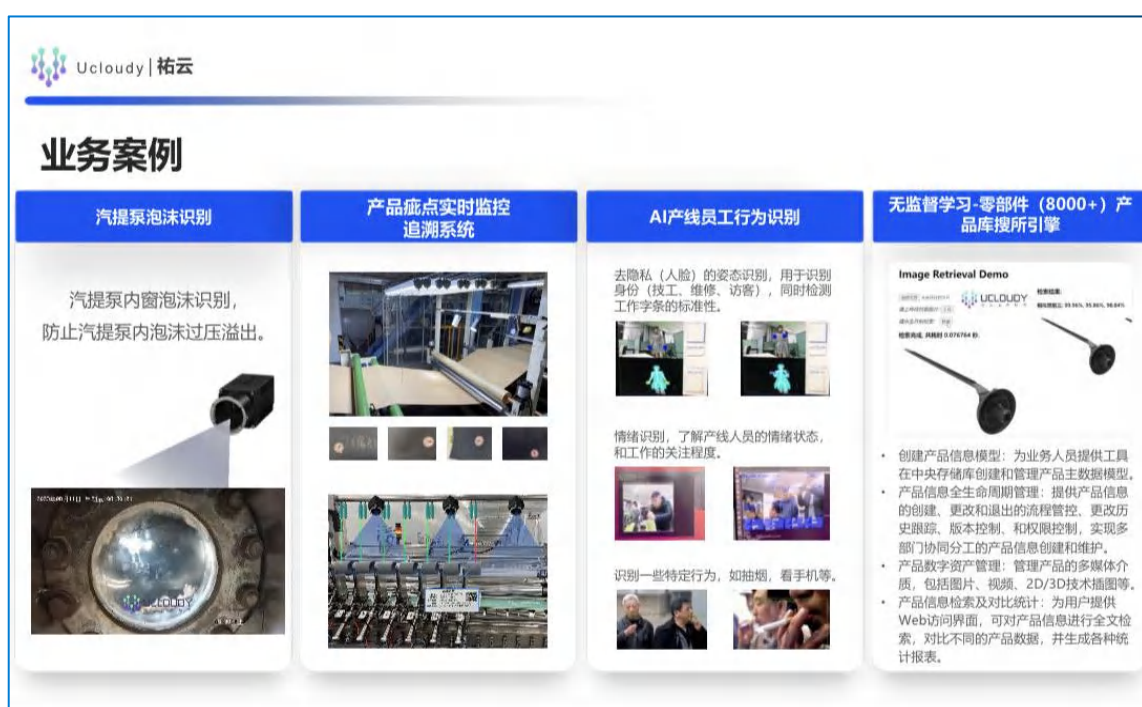 Ucloudy|祐云
业务案例
汽提泵泡沫识别
汽提泵内窗泡沫识别，
防止汽提泵内泡沫过压溢出。
UCLOUDY
产品疵点实时监控
追溯系统
AI产线员工行为识别
去隐私（人脸）的姿态识别，用于识别
身份（技工、维修、访客），同时检测
工作字条的标准性。
情绪识别，了解产线人员的情绪状态，
和工作的关注程度。
识别一些特定行为，如抽烟，看手机等。
无监督学习-零部件（8000+）产
品库搜所引擎
Image Retrieval Demo
UCLOUDY
检索结果:
检索完成, 共耗时 0.076764 秒.
• 创建产品信息模型：为业务人员提供工具
在中央存储库创建和管理产品主数据模型。
• 产品信息全生命周期管理：提供产品信息
的创建、更改和退出的流程管控、更改历
史跟踪、版本控制、和权限控制，实现多
部门协同分工的产品信息创建和维护。
• 产品数字资产管理：管理产品的多媒体介
质，包括图片、视频、2D/3D技术插图等。
• 产品信息检索及对比统计：为用户提供
Web访问界面，可对产品信息进行全文检
索，对比不同的产品数据，并生成各种统
计报表。